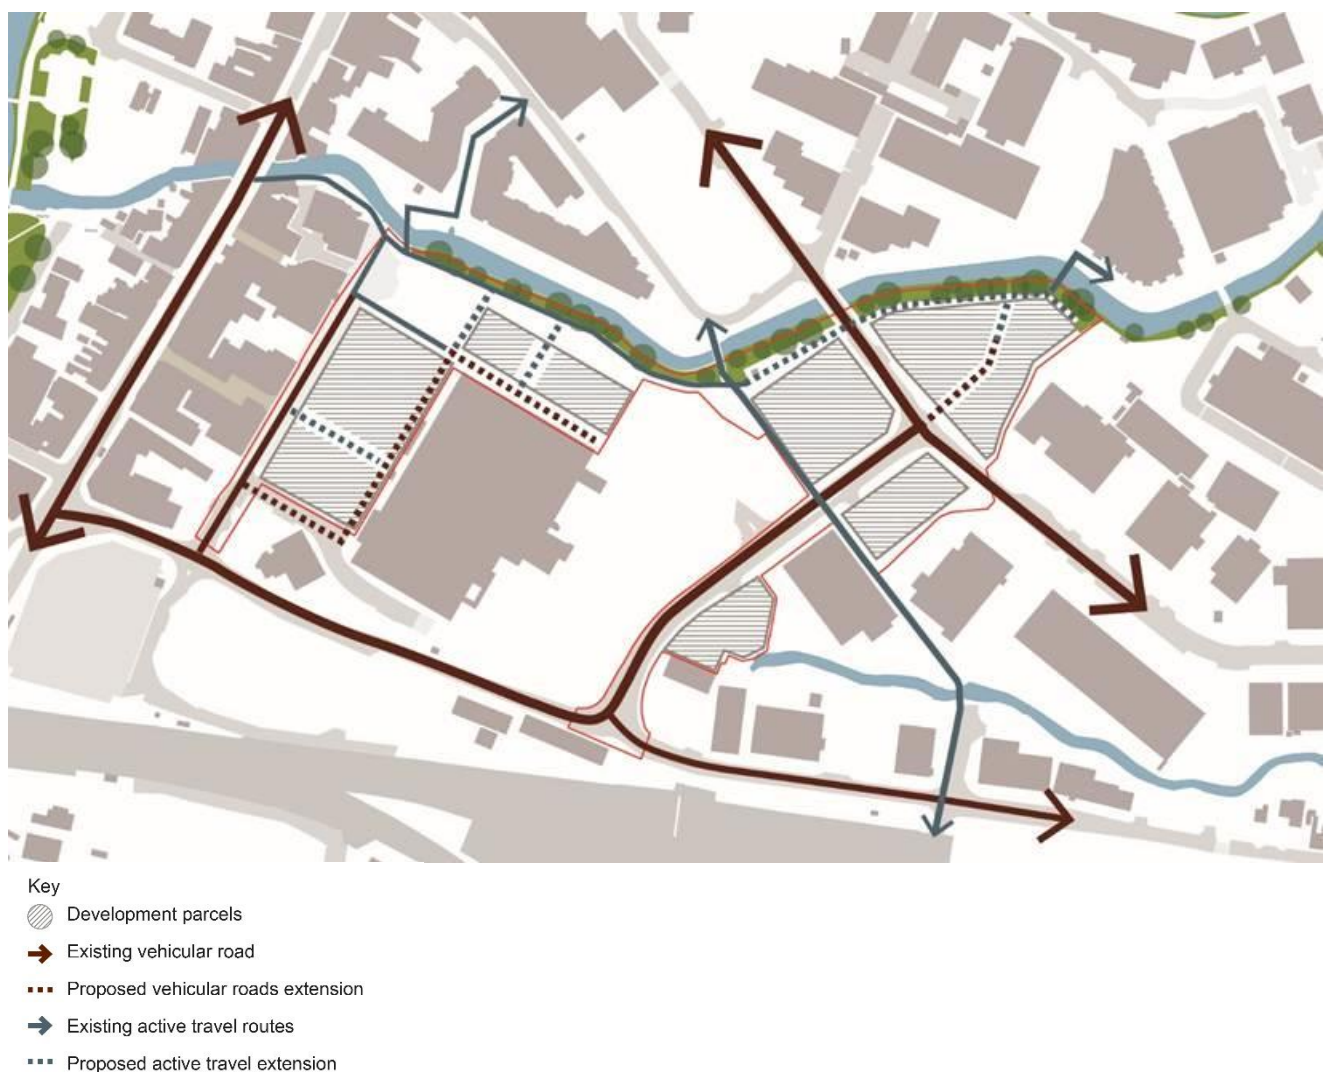 Key
Development parcels
Existing vehicular road
Proposed vehicular roads extension
Existing active travel routes
Proposed active travel extension